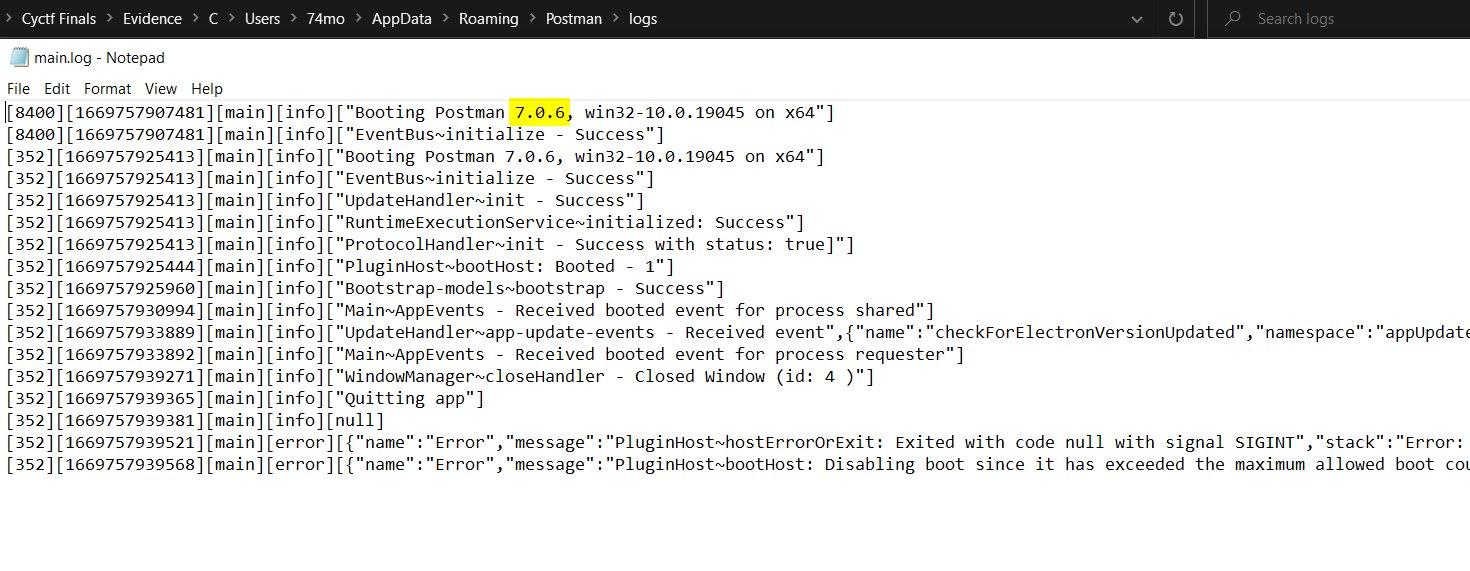 Cyctf Finals > Evidence > C > Users > 74mo > AppData > Roaming > Postman > logs
Search logs
main.log - Notepad
File Edit Format View Help
[8400][1669757907481][main][info]["Booting Postman 7.0.6, win32-10.0.19045 on x64"]
[8400][1669757907481][main][info]["EventBus~initialize - Success"]
[352][1669757925413][main][info]["Booting Postman 7.0.6, win32-10.0.19045 on x64"]
[352][1669757925413][main][info]["EventBus~initialize - Success"]
[352][1669757925413][main][info]["UpdateHandler~init - Success"]
[352][1669757925413][main][info]["RuntimeExecutionService~initialized: Success"]
[352][1669757925413][main][info]["ProtocolHandler~init - Success with status: true]"]
[352][1669757925444][main][info]["PluginHost~bootHost: Booted - 1"]
[352][1669757925960][main][info]["Bootstrap-models~bootstrap - Success"]
[352][1669757930994][main][info]["Main~AppEvents - Received booted event for process shared"]
[352][1669757933889][main][info]["UpdateHandler~app-update-events - Received event",{"name":"checkForElectronVersionUpdated","namespace":"appUpdate
[352][1669757933892][main][info]["Main~AppEvents - Received booted event for process requester"]
[352][1669757939271][main][info]["WindowManager~closeHandler - Closed Window (id: 4 )"]
[352][1669757939365][main][info]["Quitting app"]
[352][1669757939381][main][info][null]
[352][1669757939521][main][error][{"name":"Error","message":"PluginHost~hostErrorOrExit: Exited with code null with signal SIGINT","stack":"Error:
[352][1669757939568][main][error][{"name":"Error","message":"PluginHost~bootHost: Disabling boot since it has exceeded the maximum allowed boot cou